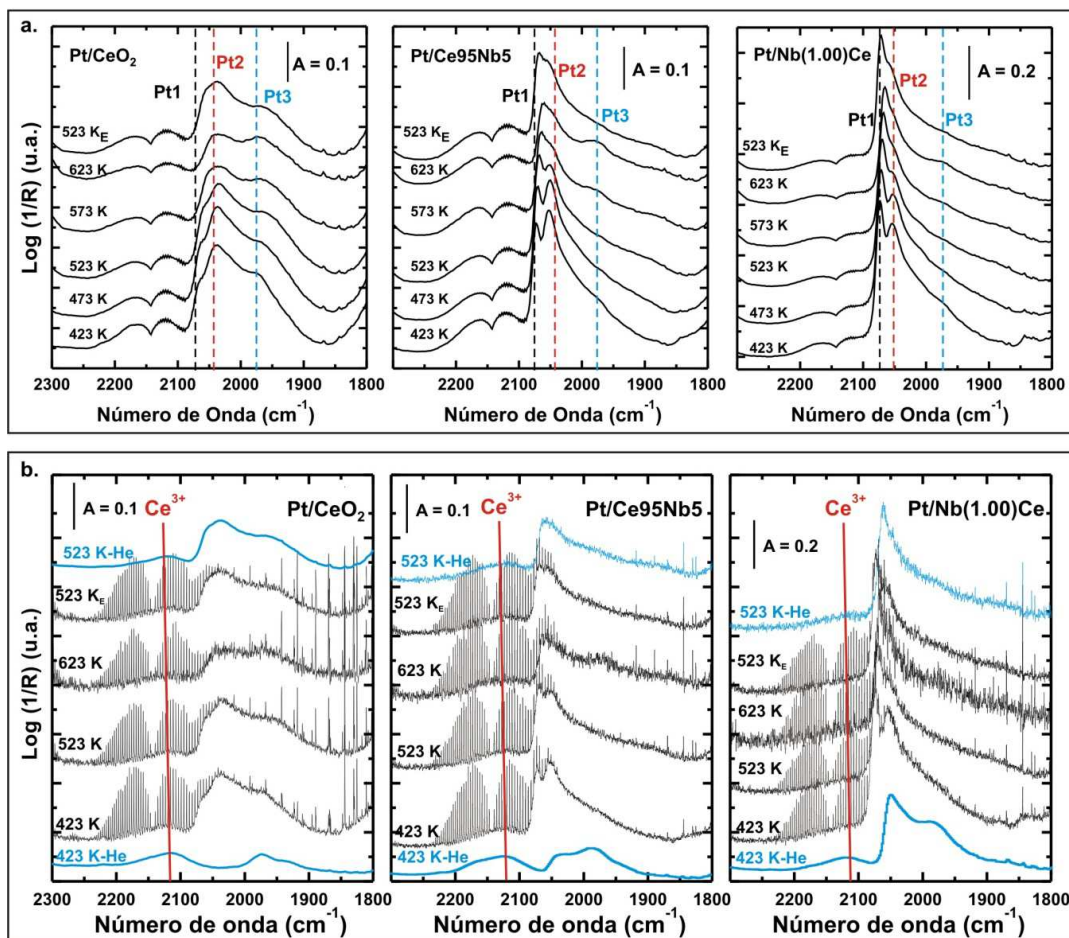 a.
Pt/CeO2
Pt2
A = 0.1
Pt1
Pt3
523 KE
623 K
573 K
523 K
473 K
423 K
2300 2200 2100 2000 1900 1800
Número de Onda (cm-1)
Log (1/R) (u.a.)
Pt/Ce95Nb5
Pt2
A = 0.1
Pt1
Pt3
523 KE
623 K
573 K
523 K
473 K
423 K
2200 2100 2000 1900 1800
Número de Onda (cm-1)
Pt/Nb(1.00)Ce
A = 0.2
Pt2
Pt1
Pt3
523 KE
623 K
573 K
523 K
473 K
423 K
2200 2100 2000 1900 1800
Número de Onda (cm-1)
b.
A = 0.1
Ce3+
Pt/CeO2
523 K-He
523 KE
623 K
523 K
423 K
423 K-He
2300 2200 2100 2000 1900 1800
Número de onda (cm-1)
Log (1/R) (u.a.)
A = 0.1
Ce3+
Pt/Ce95Nb5
523 K-He
523 KE
623 K
523 K
423 K
423 K-He
2200 2100 2000 1900 1800
Número de onda (cm-1)
Ce3+
Pt/Nb(1.00)Ce
A = 0.2
523 K-He
523 KE
623 K
523 K
423 K
423 K-He
2200 2100 2000 1900 1800
Número de onda (cm-1)